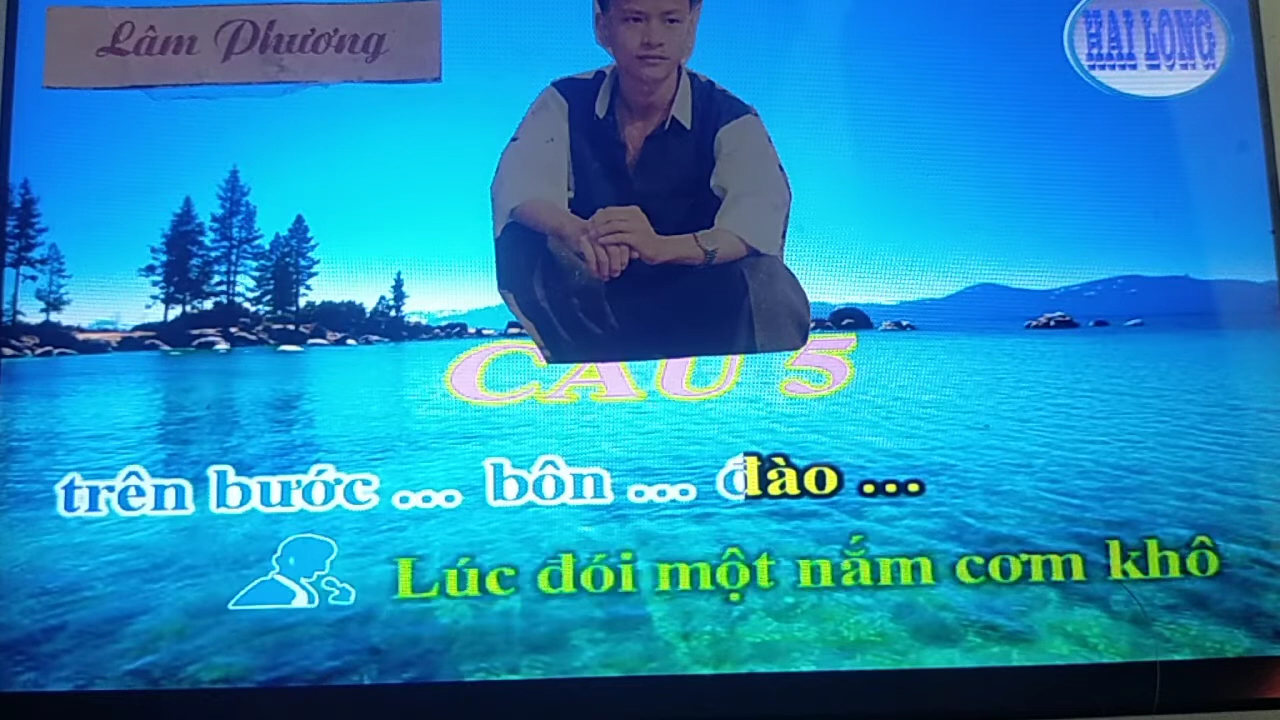 Lâm Phương
HAI LONG
CÂU 5
trên bước ... bôn ... đào ...
Lúc đói một nắm cơm khô